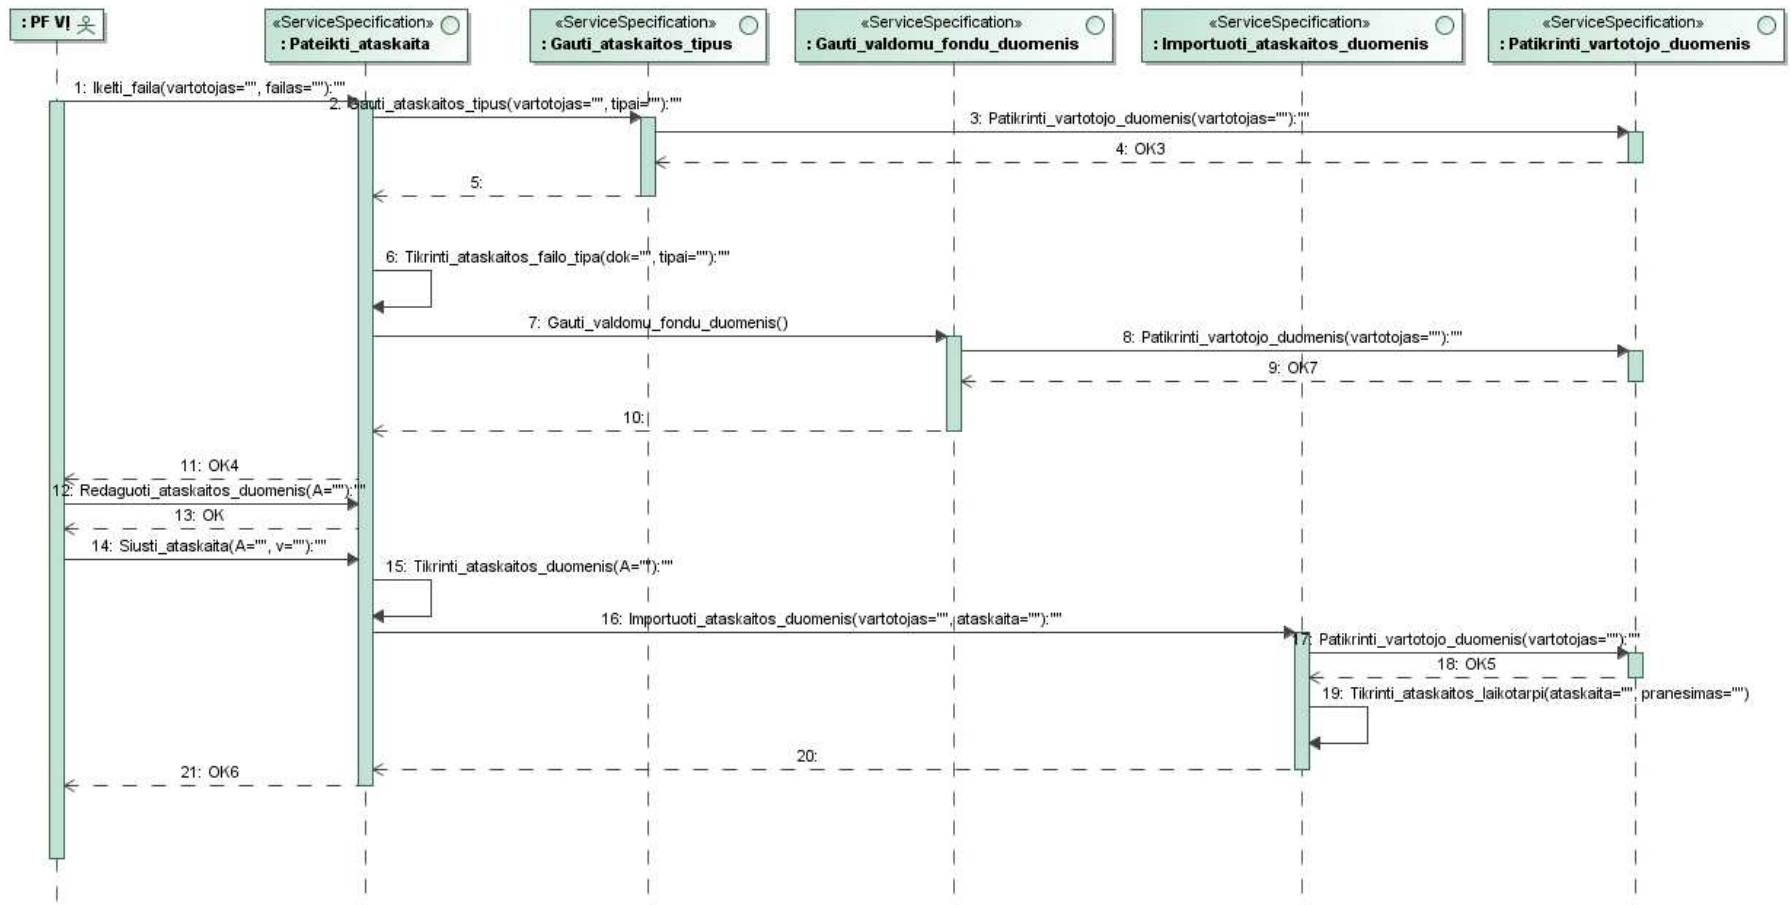 : PF VĮ
«ServiceSpecification»
: Pateikti_ataskaita
«ServiceSpecification»
: Gauti_ataskaitos_tipus
«ServiceSpecification»
: Gauti_valdomu_fondu_duomenis
«ServiceSpecification»
: Importuoti_ataskaitos_duomenis
«ServiceSpecification»
: Patikrinti_vartotojo_duomenis
1: Ikelti_faila(vartotojas="", failas=""):""
2: Gauti_ataskaitos_tipus(vartotojas="", tipai=""):""
3: Patikrinti_vartotojo_duomenis(vartotojas=""):""
4: OK3
5:
6: Tikrinti_ataskaitos_failo_tipa(dok="", tipai=""):""
7: Gauti_valdomu_fondu_duomenis()
8: Patikrinti_vartotojo_duomenis(vartotojas=""):""
9: OK7
10:
11: OK4
12: Redaguoti_ataskaitos_duomenis(A=""):""
13: OK
14: Siusti_ataskaita(A="", v=""):""
15: Tikrinti_ataskaitos_duomenis(A=""):""
16: Importuoti_ataskaitos_duomenis(vartotojas="", ataskaita=""):""
17: Patikrinti_vartotojo_duomenis(vartotojas=""):""
18: OK5
19: Tikrinti_ataskaitos_laikotarpi(ataskaita="", pranesimas="")
20:
21: OK6